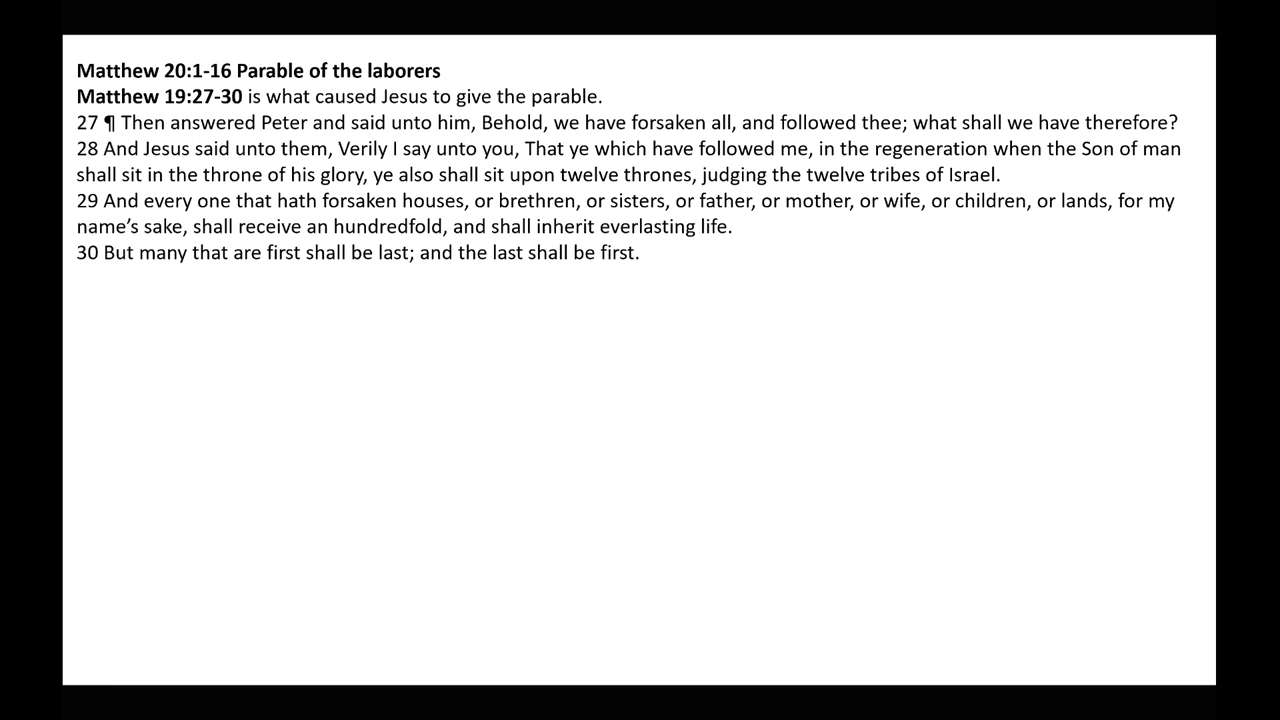 Matthew 20:1-16 Parable of the laborers
Matthew 19:27-30 is what caused Jesus to give the parable.
27 ¶ Then answered Peter and said unto him, Behold, we have forsaken all, and followed thee; what shall we have therefore?
28 And Jesus said unto them, Verily I say unto you, That ye which have followed me, in the regeneration when the Son of man
shall sit in the throne of his glory, ye also shall sit upon twelve thrones, judging the twelve tribes of Israel.
29 And every one that hath forsaken houses, or brethren, or sisters, or father, or mother, or wife, or children, or lands, for my
name’s sake, shall receive an hundredfold, and shall inherit everlasting life.
30 But many that are first shall be last; and the last shall be first.